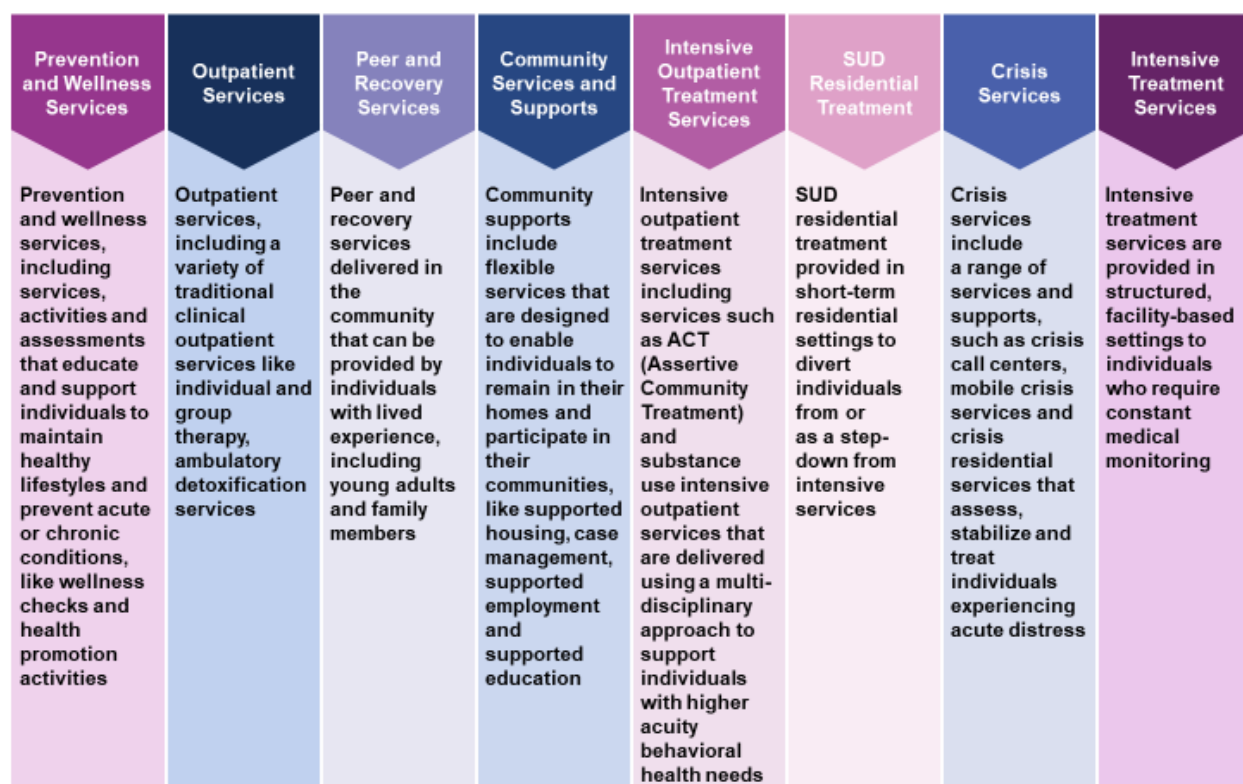 Prevention
and Wellness
Services
Outpatient
Services
Peer and
Recovery
Services
Community
Services and
Supports
Intensive
Outpatient
Treatment
Services
SUD
Residential
Treatment
Crisis
Services
Intensive
Treatment
Services
Prevention
and wellness
services,
including
services,
activities and
assessments
that educate
and support
individuals to
maintain
healthy
lifestyles and
prevent acute
or chronic
conditions,
like wellness
checks and
health
promotion
activities
Outpatient
services,
including a
variety of
traditional
clinical
outpatient
services like
individual and
group
therapy,
ambulatory
detoxification
services
Peer and
recovery
services
delivered in
the
community
that can be
provided by
individuals
with lived
experience,
including
young adults
and family
members
Community
supports
include
flexible
services that
are designed
to enable
individuals to
remain in their
homes and
participate in
their
communities,
like supported
housing, case
management,
supported
employment
and
supported
education
Intensive
outpatient
treatment
services
including
services such
as ACT
(Assertive
Community
Treatment)
and
substance
use intensive
outpatient
services that
are delivered
using a multi-
disciplinary
approach to
support
individuals
with higher
acuity
behavioral
health needs
SUD
residential
treatment
provided in
short-term
residential
settings to
divert
individuals
from or
as a step-
down from
intensive
services
Crisis
services
include
a range of
services and
supports,
such as crisis
call centers,
mobile crisis
services and
crisis
residential
services that
assess,
stabilize and
treat
individuals
experiencing
acute distress
Intensive
treatment
services are
provided in
structured,
facility-based
settings to
individuals
who require
constant
medical
monitoring